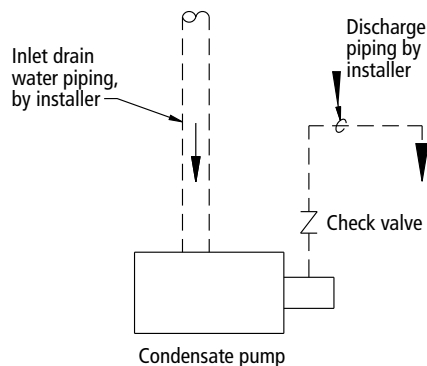 Inlet drain
water piping,
by installer
Discharge
piping by
installer
Check valve
Condensate pump